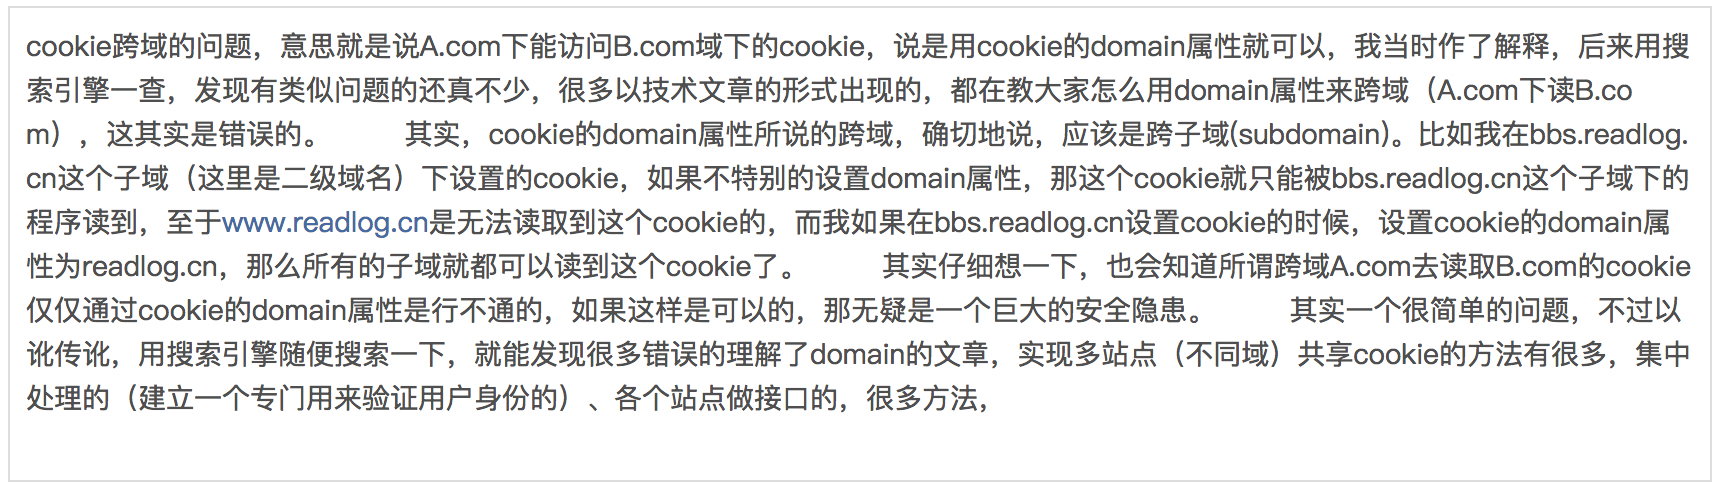 cookie跨域的问题，意思就是说A.com下能访问B.com域下的cookie，说是用cookie的domain属性就可以，我当时作了解释，后来用搜
索引擎一查，发现有类似问题的还真不少，很多以技术文章的形式出现的，都在教大家怎么用domain属性来跨域（A.com下读B.co
m），这其实是错误的。 其实，cookie的domain属性所说的跨域，确切地说，应该是跨子域(subdomain)。比如我在bbs.readlog.
cn这个子域（这里是二级域名）下设置的cookie，如果不特别的设置domain属性，那这个cookie就只能被bbs.readlog.cn这个子域下的
程序读到，至于www.readlog.cn是无法读取到这个cookie的，而我如果在bbs.readlog.cn设置cookie的时候，设置cookie的domain属
性为readlog.cn，那么所有的子域就都可以读到这个cookie了。 其实仔细想一下，也会知道所谓跨域A.com去读取B.com的cookie
仅仅通过cookie的domain属性是行不通的，如果这样是可以的，那无疑是一个巨大的安全隐患。 其实一个很简单的问题，不过以
讹传讹，用搜索引擎随便搜索一下，就能发现很多错误的理解了domain的文章，实现多站点（不同域）共享cookie的方法有很多，集中
处理的（建立一个专门用来验证用户身份的）、各个站点做接口的，很多方法，